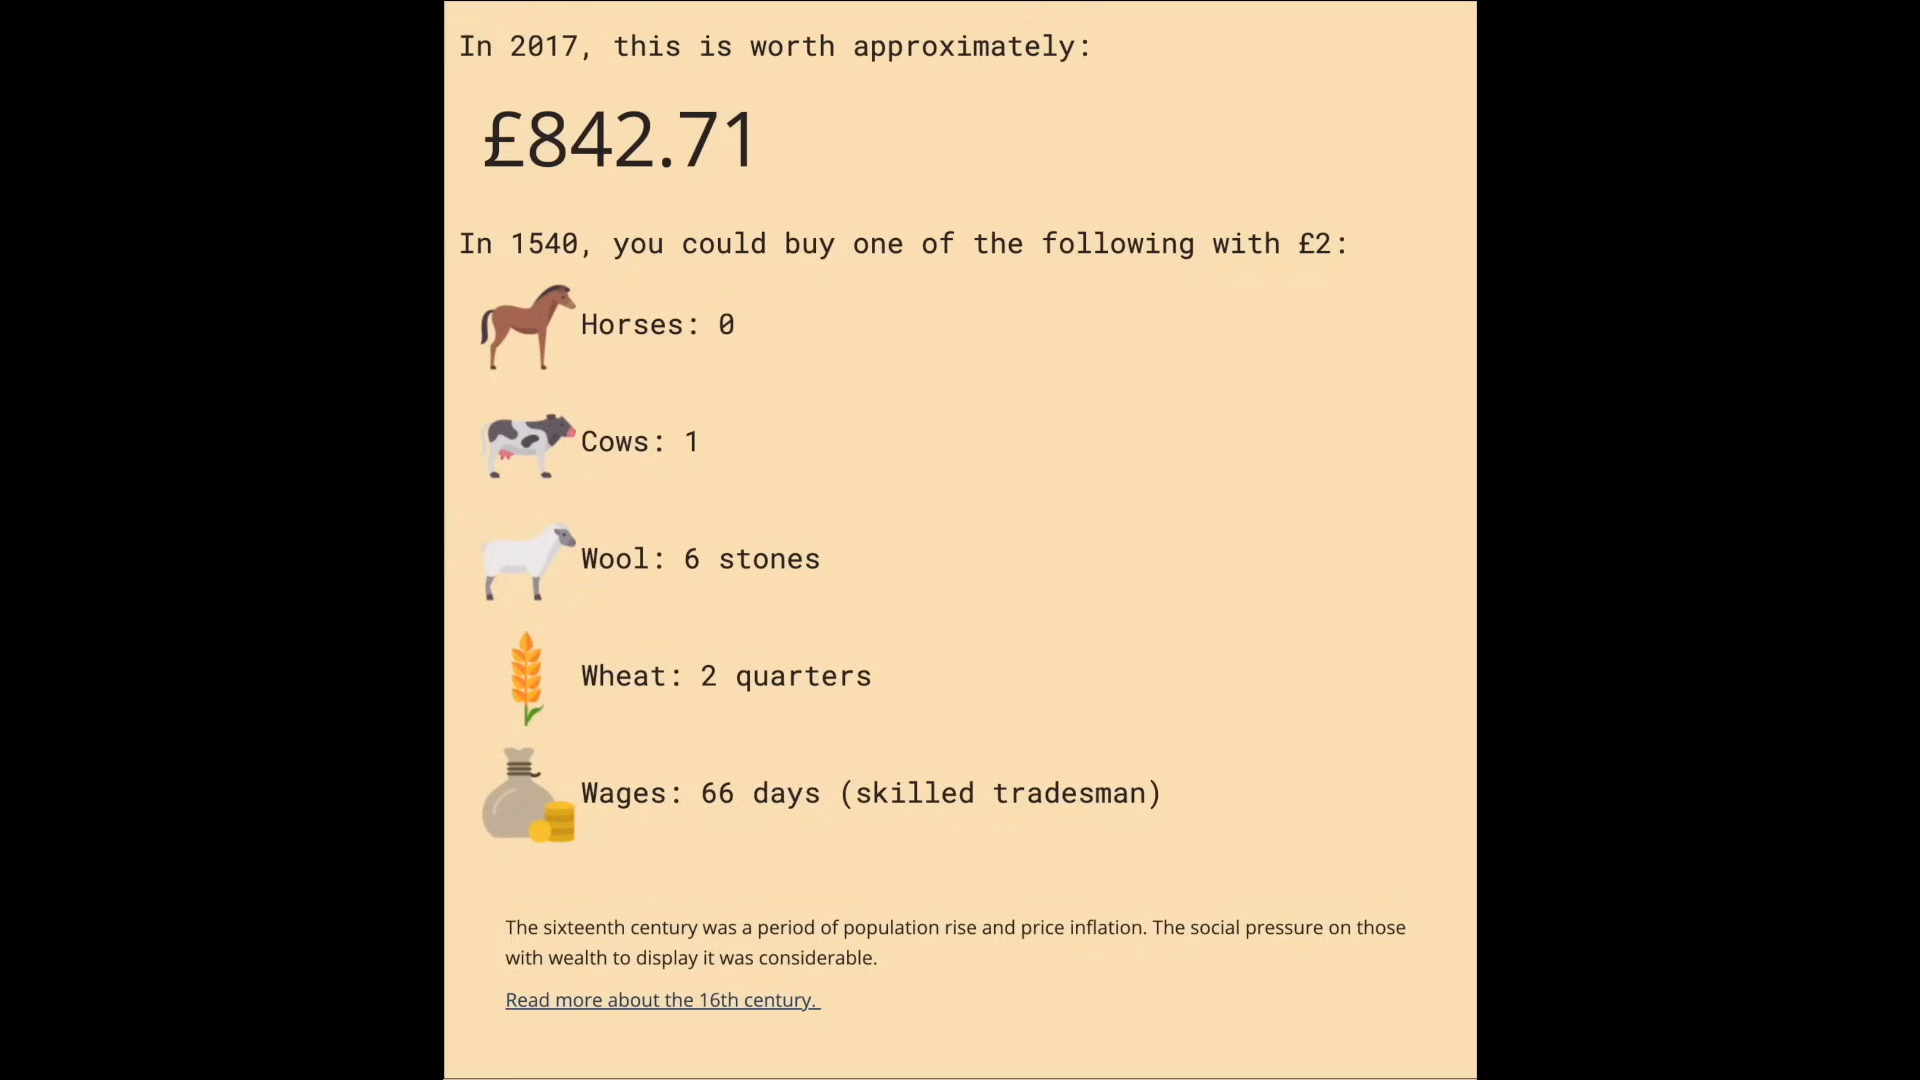 In 2017, this is worth approximately:
£842.71
In 1540, you could buy one of the following with £2:
Horses: 0
Cows: 1
Wool: 6 stones
Wheat: 2 quarters
Wages: 66 days (skilled tradesman)
The sixteenth century was a period of population rise and price inflation. The social pressure on those
with wealth to display it was considerable.
Read more about the 16th century.